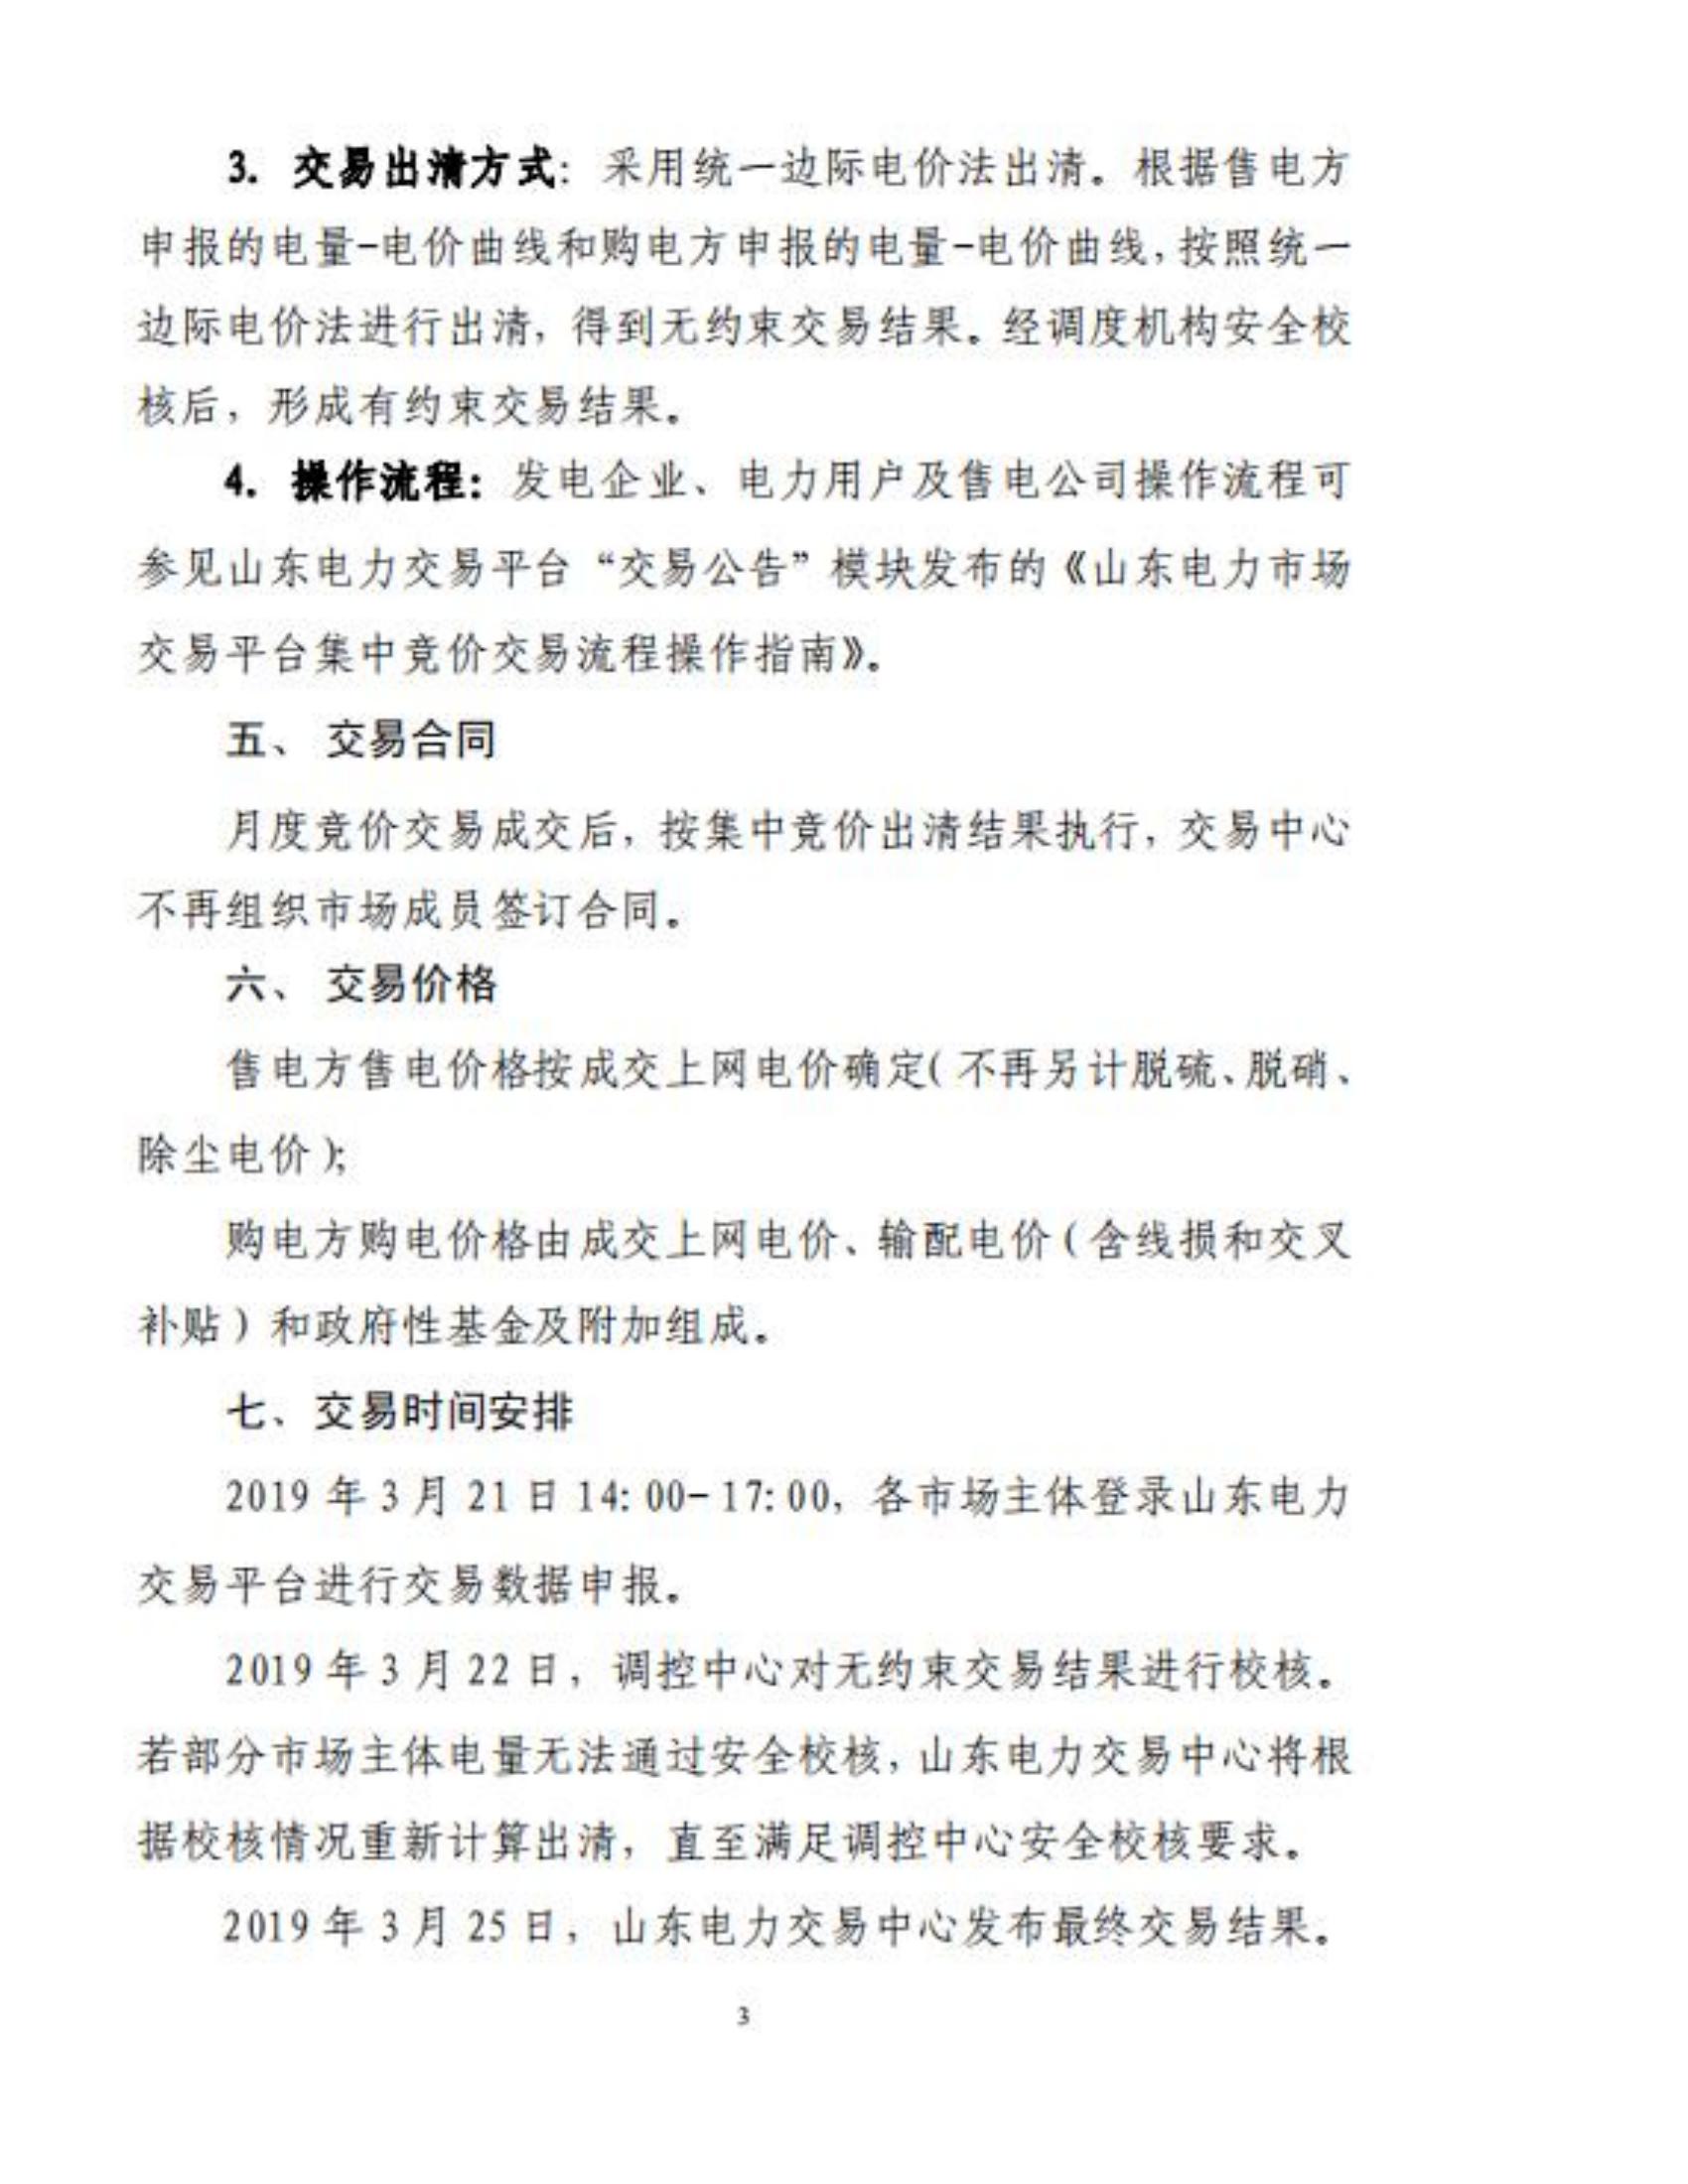 3. 交易出清方式：采用统一边际电价法出清。根据售电方
申报的电量-电价曲线和购电方申报的电量-电价曲线，按照统一
边际电价法进行出清，得到无约束交易结果。经调度机构安全校
核后，形成有约束交易结果。
4. 操作流程：发电企业、电力用户及售电公司操作流程可
参见山东电力交易平台“交易公告”模块发布的《山东电力市场
交易平台集中竞价交易流程操作指南》。
五、 交易合同
月度竞价交易成交后，按集中竞价出清结果执行，交易中心
不再组织市场成员签订合同。
六、 交易价格
售电方售电价格按成交上网电价确定（不再另计脱硫、脱硝、
除尘电价）；
购电方购电价格由成交上网电价、输配电价（含线损和交叉
补贴）和政府性基金及附加组成。
七、交易时间安排
2019 年 3 月 21 日 14:00-17:00，各市场主体登录山东电力
交易平台进行交易数据申报。
2019 年 3 月 22 日，调控中心对无约束交易结果进行校核。
若部分市场主体电量无法通过安全校核，山东电力交易中心将根
据校核情况重新计算出清，直至满足调控中心安全校核要求。
2019 年 3 月 25 日，山东电力交易中心发布最终交易结果。
3